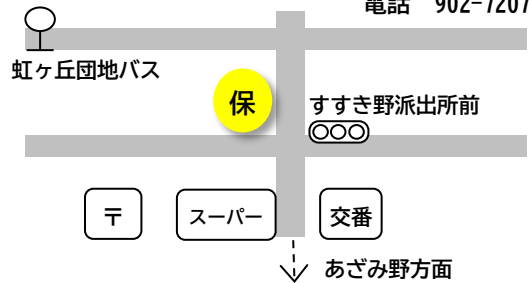 電話　902-7207
虹ヶ丘団地バス
保
すすき野派出所前
〒
スーパー
交番
あざみ野方面